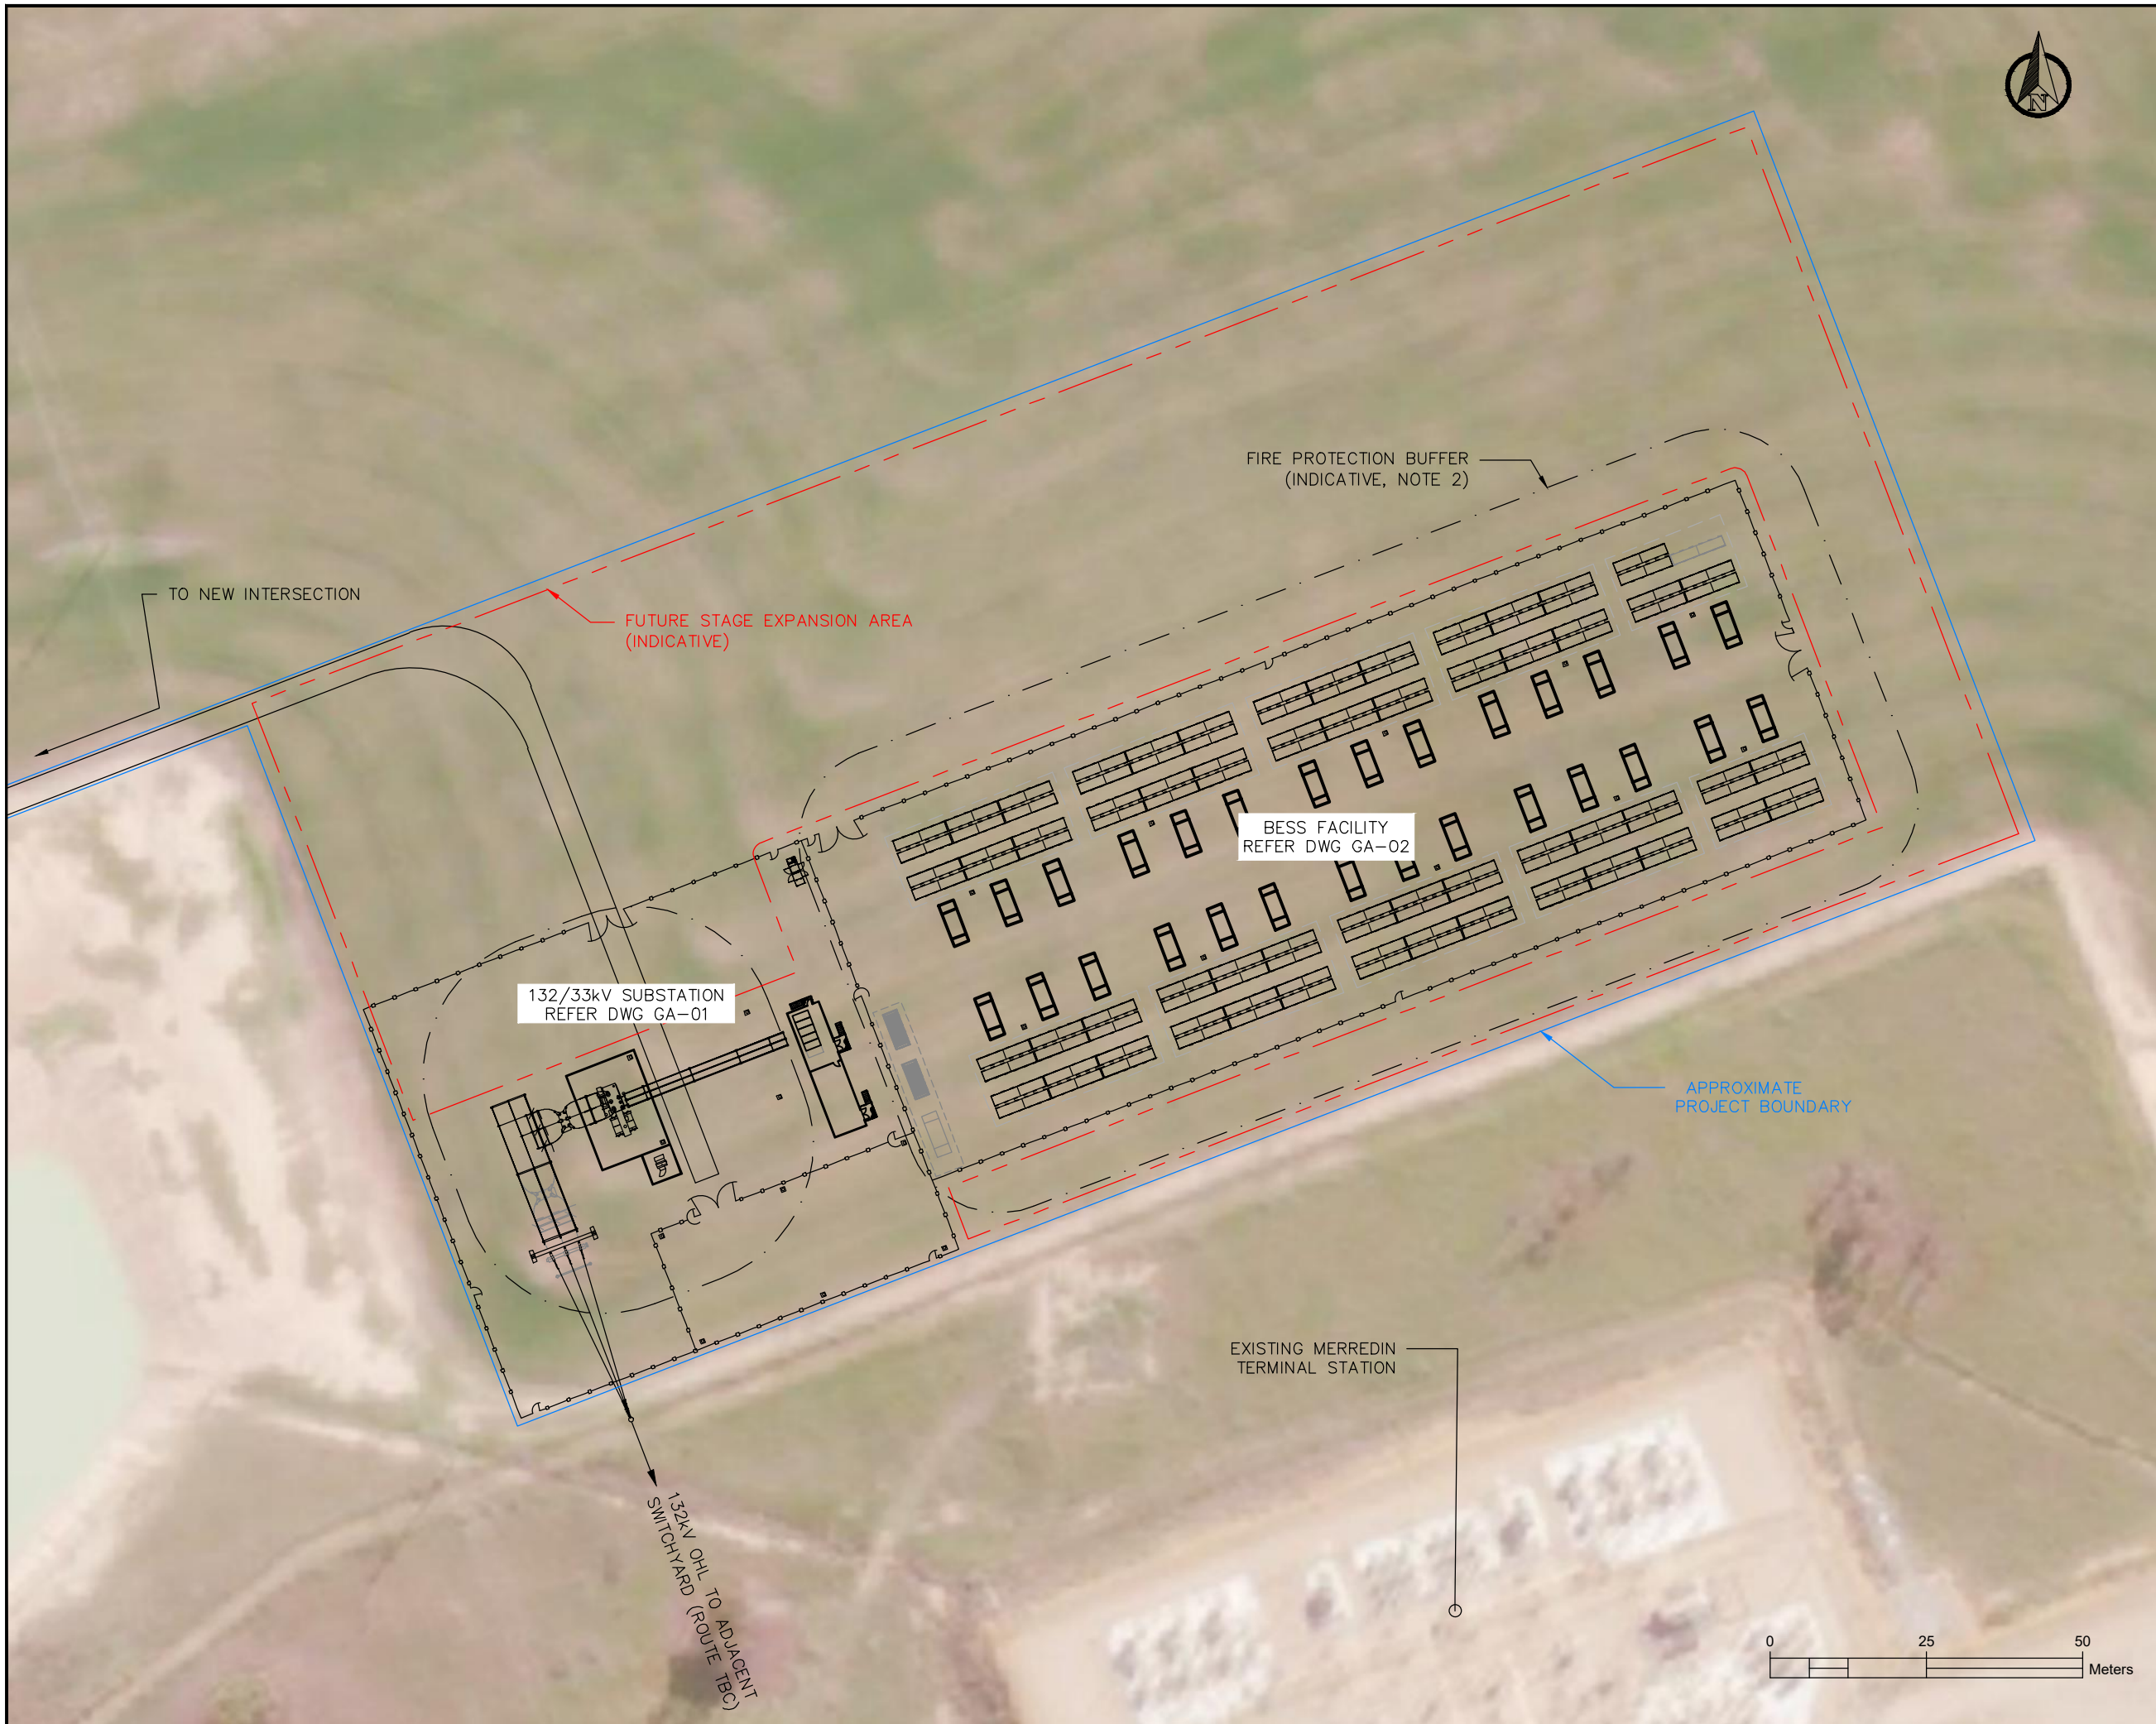 N
FIRE PROTECTION BUFFER
(INDICATIVE, NOTE 2)
TO NEW INTERSECTION
FUTURE STAGE EXPANSION AREA
(INDICATIVE)
BESS FACILITY
REFER DWG GA-02
132/33kV SUBSTATION
REFER DWG GA-01
APPROXIMATE
PROJECT BOUNDARY
EXISTING MERREDIN
TERMINAL STATION
132kV OHL TO ADJACENT
SWITCHYARD (ROUTE TBC)
0 25 50
Meters